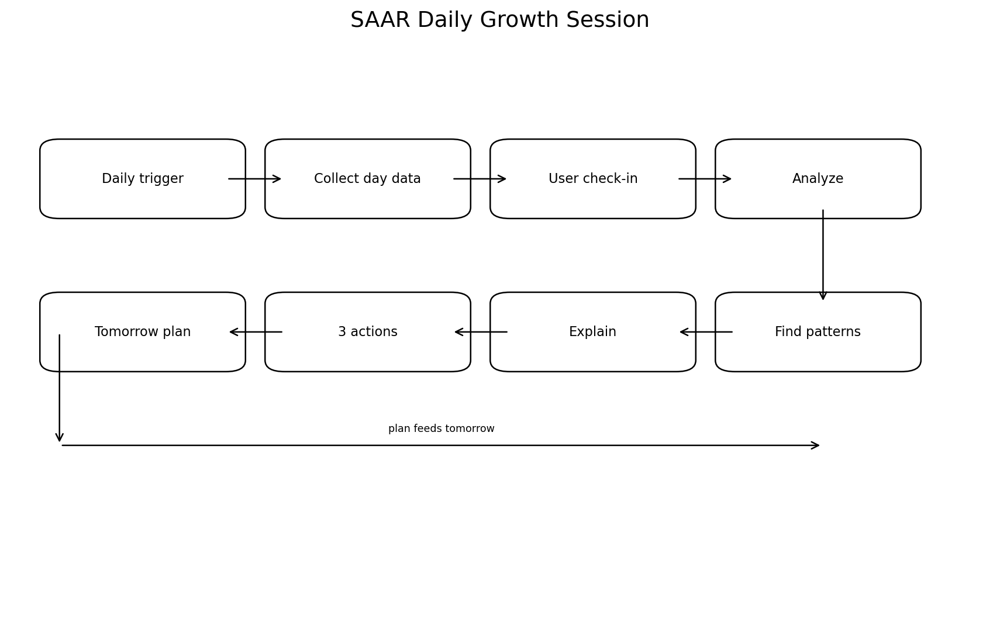 SAAR Daily Growth Session
Daily trigger
Collect day data
User check-in
Analyze
Tomorrow plan
3 actions
Explain
Find patterns
plan feeds tomorrow